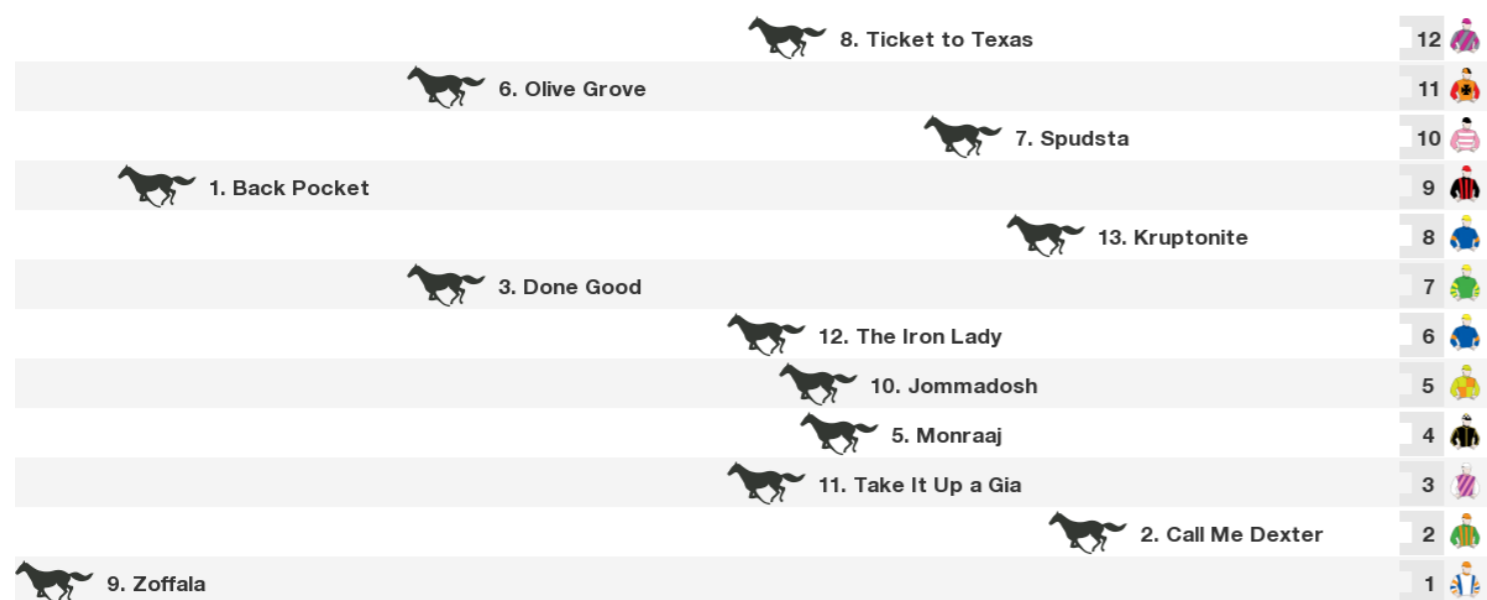 8. Ticket to Texas 12
6. Olive Grove 11
7. Spudsta 10
1. Back Pocket 9
13. Kruptonite 8
3. Done Good 7
12. The Iron Lady 6
10. Jommadosh 5
5. Monraaj 4
11. Take It Up a Gia 3
2. Call Me Dexter 2
9. Zoffala 1